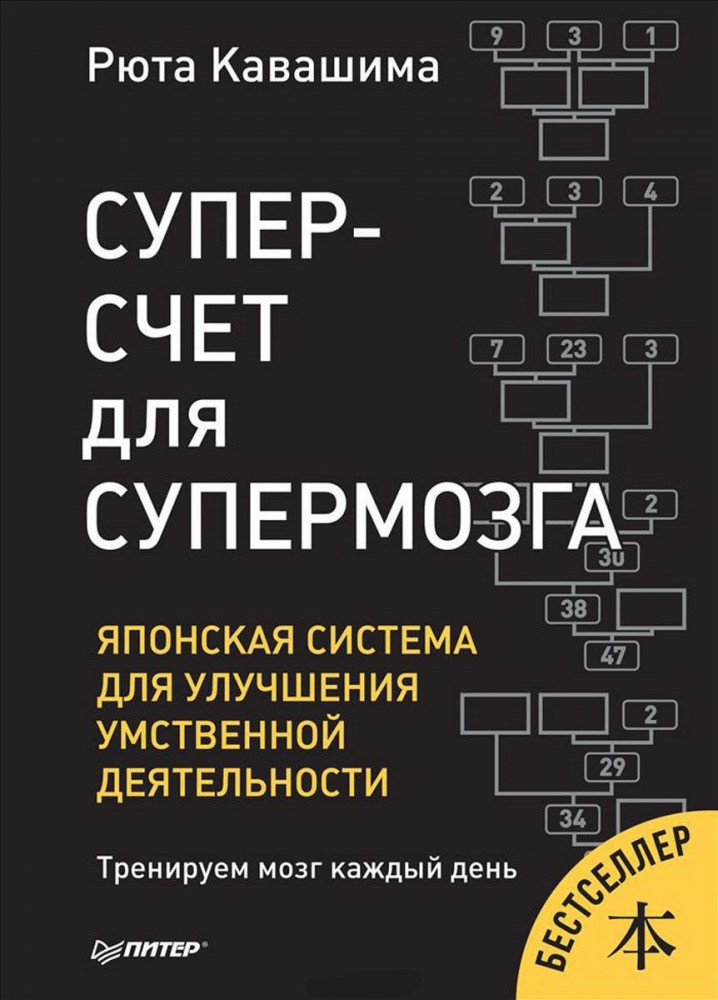 9 3 1
Рюта Кавашима
2 3 4
СУПЕР-
СЧЕТ
для
7 23 3
СУПЕРМОЗГА
2
30
38
47
ЯПОНСКАЯ СИСТЕМА
ДЛЯ УЛУЧШЕНИЯ
УМСТВЕННОЙ
ДЕЯТЕЛЬНОСТИ
2
29
34
Тренируем мозг каждый день
БЕСТСЕЛЛЕР
本
ПИТЕР®